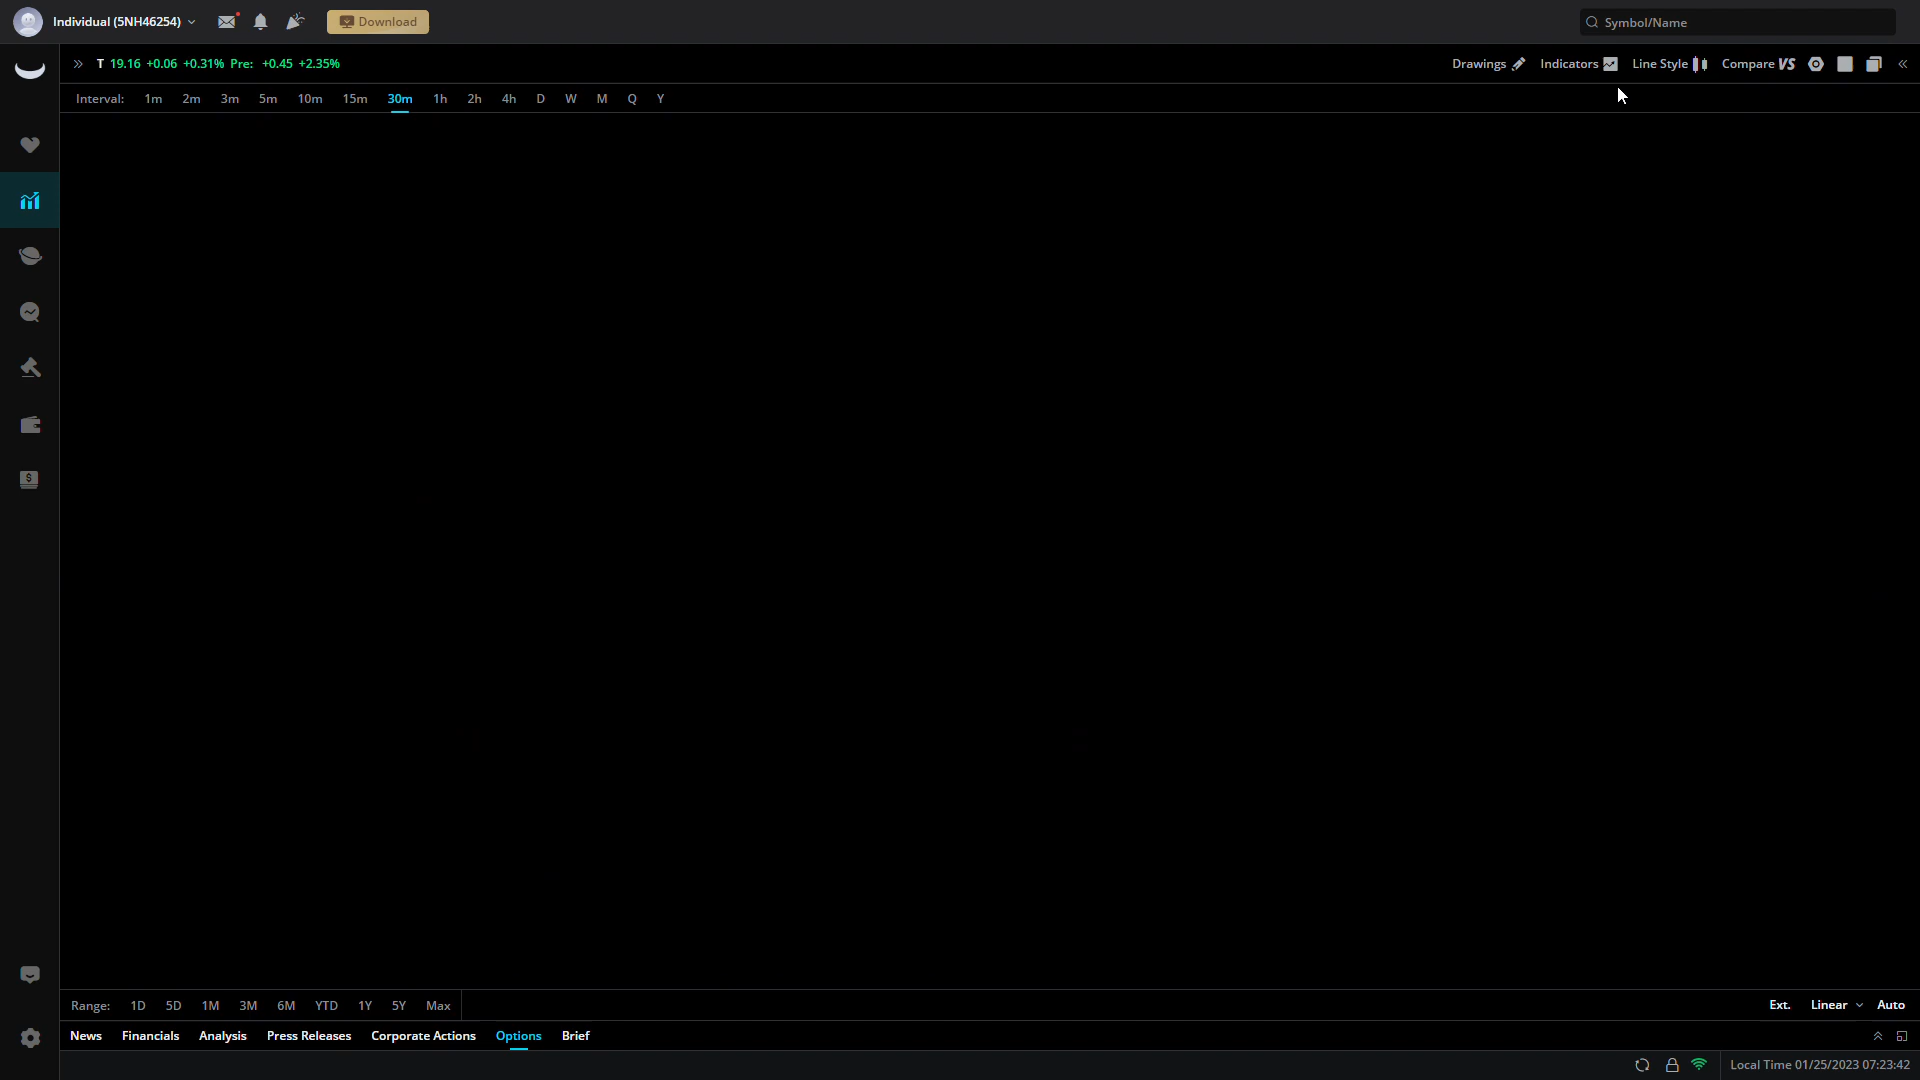 Individual (5NH46254) Download Symbol/Name
T 19.16 +0.06 +0.31% Pre: +0.45 +2.35% Drawings Indicators Line Style Compare VS
Interval: 1m 2m 3m 5m 10m 15m 30m 1h 2h 4h D W M Q Y
Range: 1D 5D 1M 3M 6M YTD 1Y 5Y Max Ext. Linear Auto
News Financials Analysis Press Releases Corporate Actions Options Brief
Local Time 01/25/2023 07:23:42